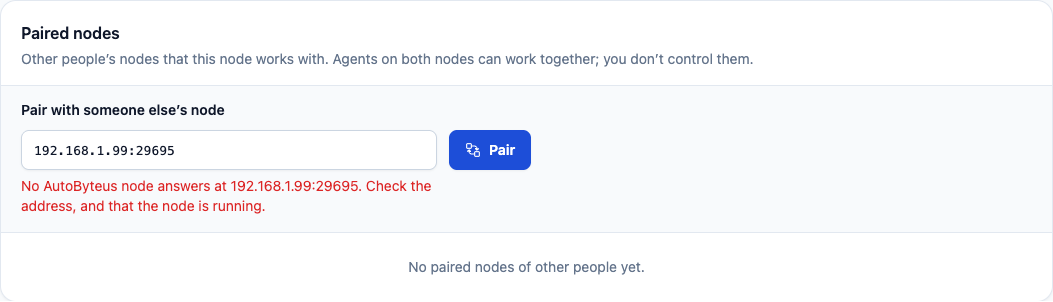 Paired nodes
Other people’s nodes that this node works with. Agents on both nodes can work together; you don’t control them.
Pair with someone else’s node
192.168.1.99:29695
Pair
No AutoByteus node answers at 192.168.1.99:29695. Check the
address, and that the node is running.
No paired nodes of other people yet.